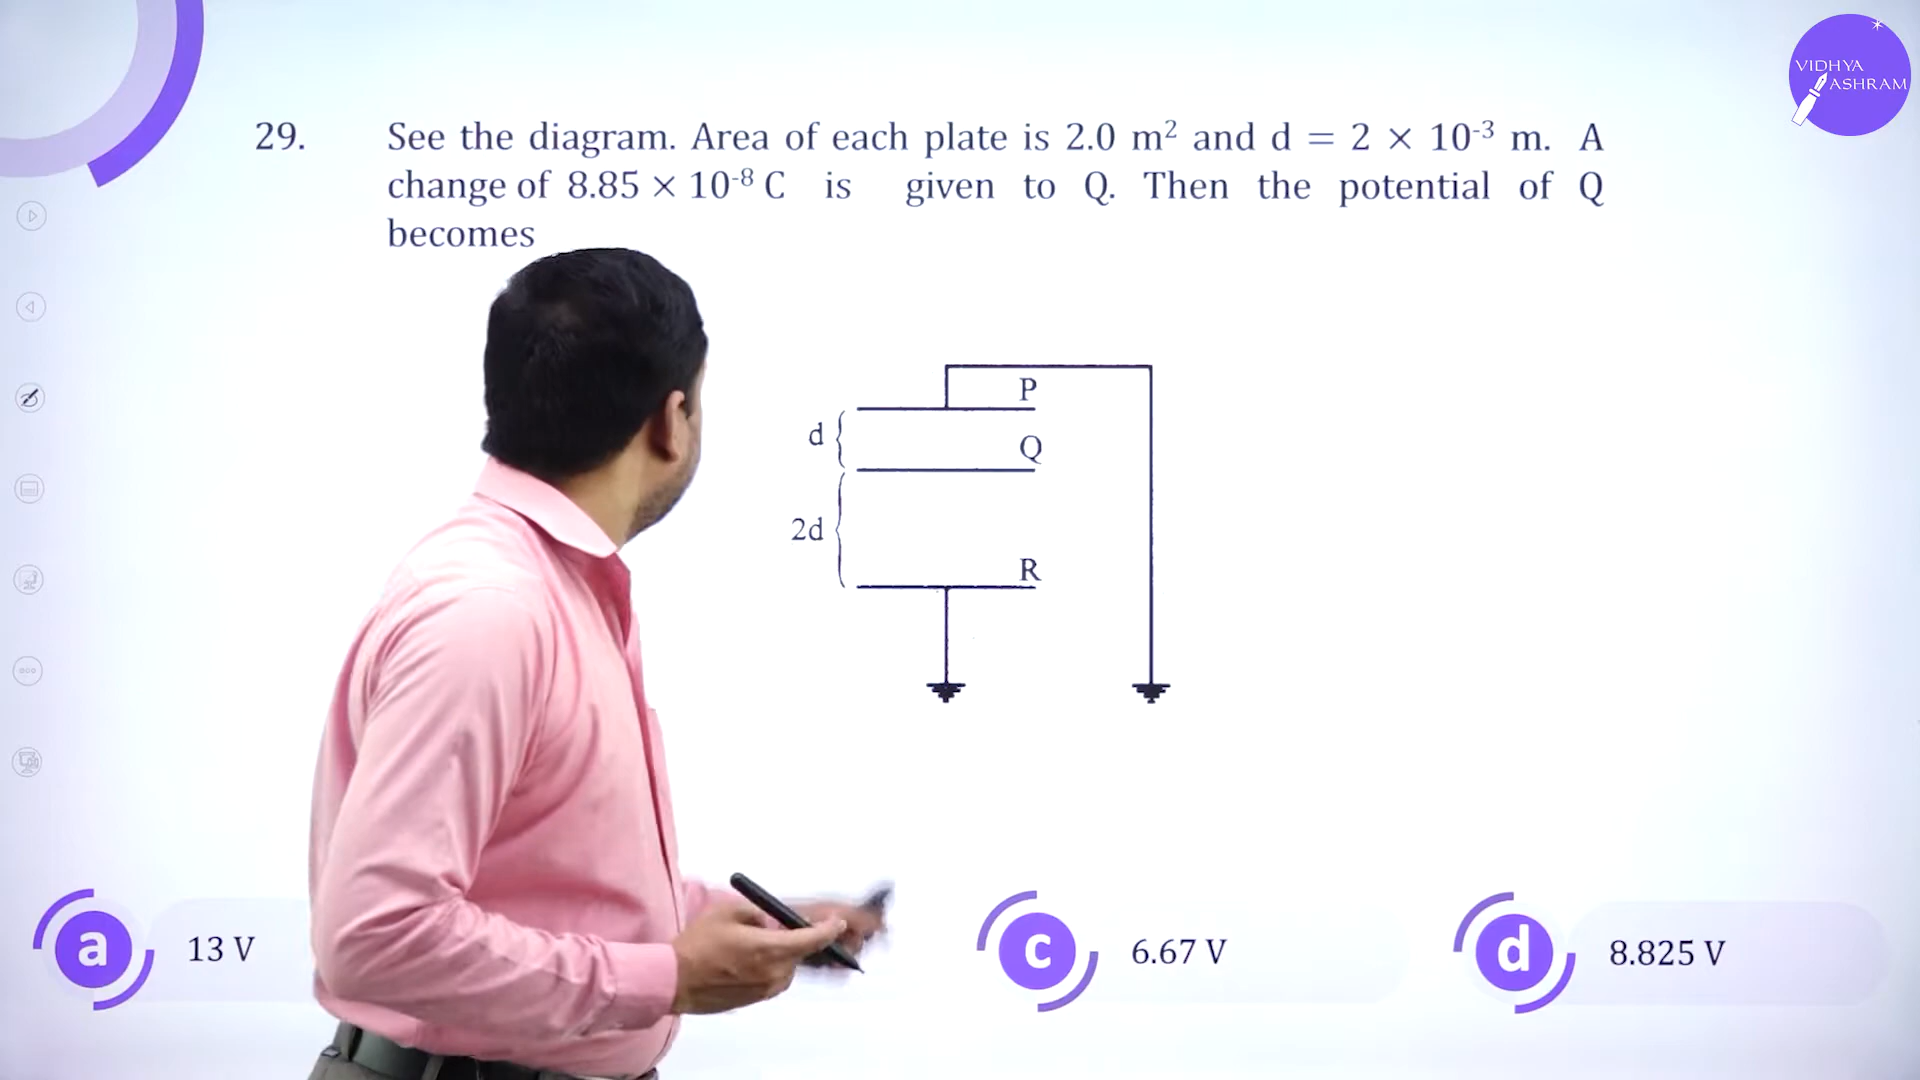 VIDHYA
ASHRAM
29. See the diagram. Area of each plate is 2.0 m² and d = 2 × 10⁻³ m. A
change of 8.85 × 10⁻⁸ C is given to Q. Then the potential of Q
becomes
P
d
Q
2d
R
a 13 V
c 6.67 V
d 8.825 V